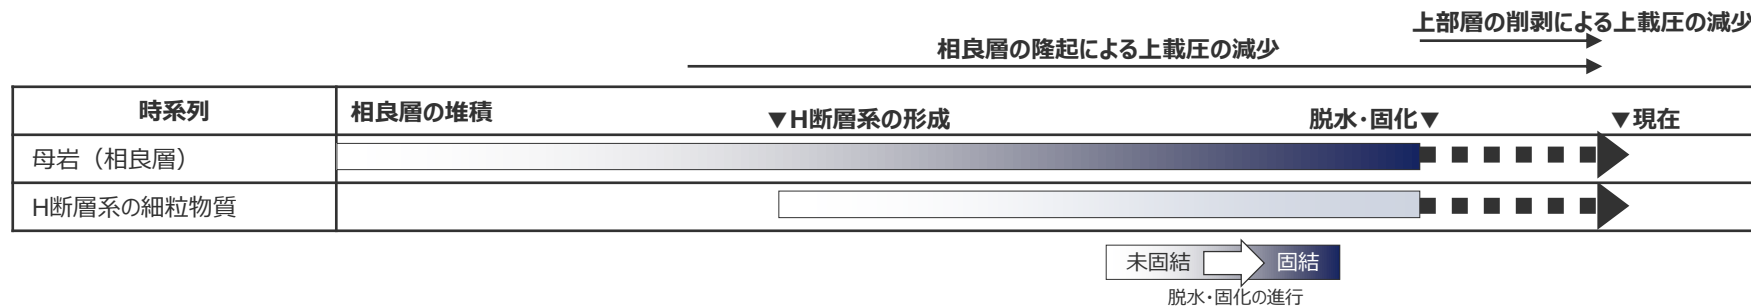 上部層の削剥による上載圧の減少
相良層の隆起による上載圧の減少
時系列 相良層の堆積 ▼H断層系の形成 脱水・固化▼ ▼現在
母岩（相良層）
H断層系の細粒物質
未固結 固結
脱水・固化の進行